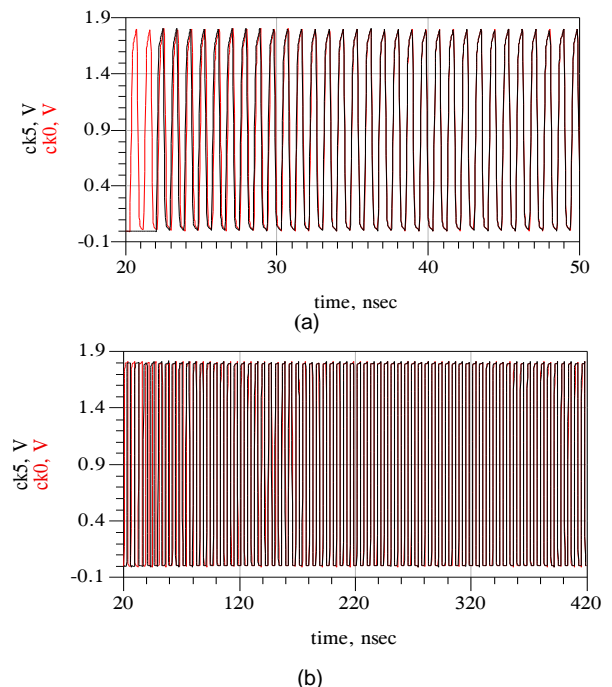 1.9
1.4
0.9
0.4
-0.1
ck5, V
ck0, V
20 30 40 50
time, nsec
(a)
1.9
1.4
0.9
0.4
-0.1
ck5, V
ck0, V
20 120 220 320 420
time, nsec
(b)